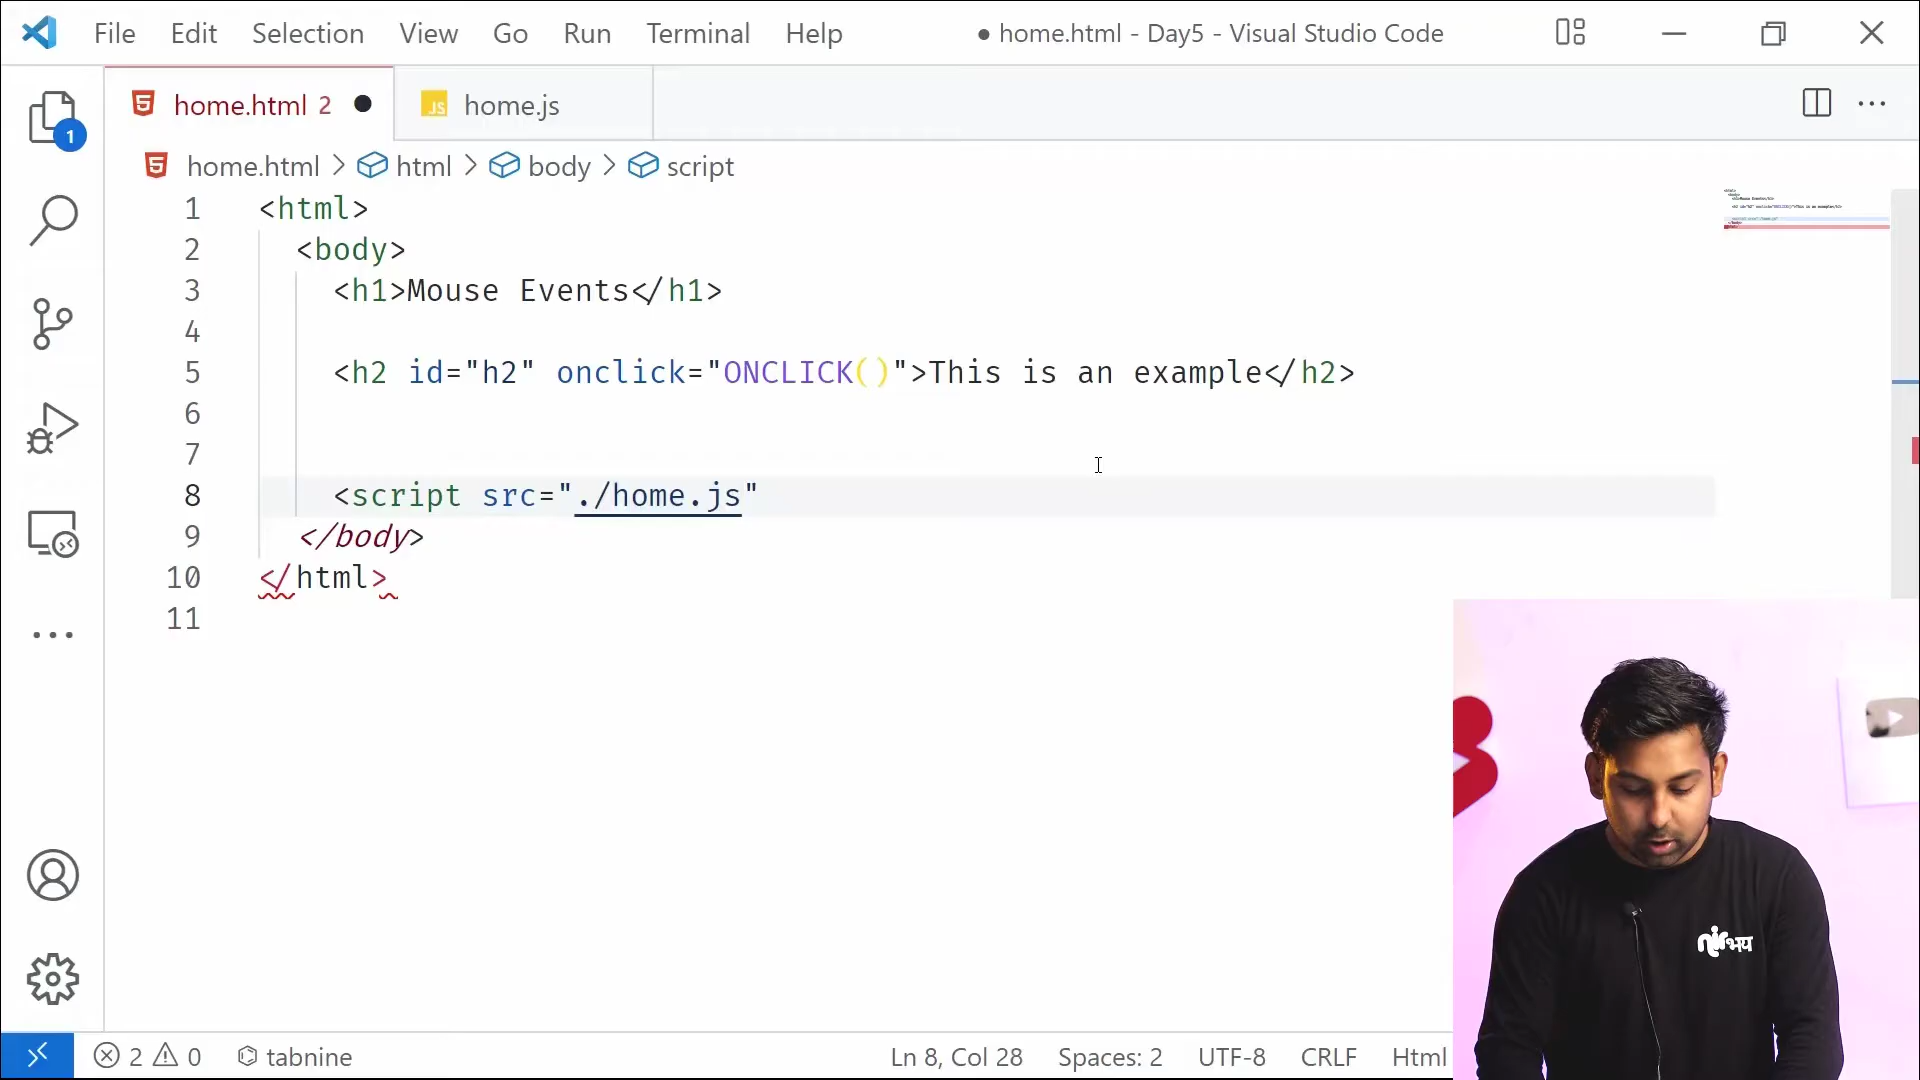 File Edit Selection View Go Run Terminal Help ● home.html - Day5 - Visual Studio Code
home.html 2 ● JS home.js
1
home.html > html > body > script
1 <html>
2 <body>
3 <h1>Mouse Events</h1>
4
5 <h2 id="h2" onclick="ONCLICK()">This is an example</h2>
6
7
8 <script src="./home.js"
9 </body>
10 </html>
11
nirभय
2 0 tabnine Ln 8, Col 28 Spaces: 2 UTF-8 CRLF Html